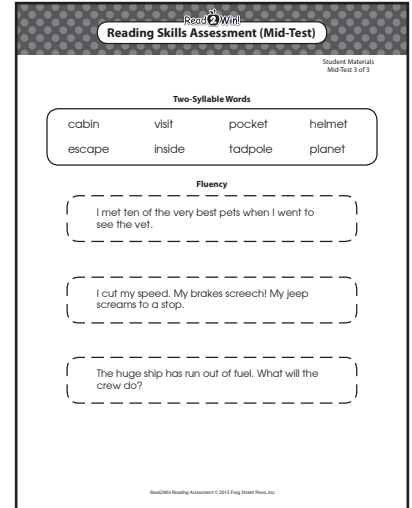 Read 2 Win!
Reading Skills Assessment (Mid-Test)
Student Materials
Mid-Test 3 of 3
Two-Syllable Words
cabin visit pocket helmet
escape inside tadpole planet
Fluency
I met ten of the very best pets when I went to
see the vet.
I cut my speed. My brakes screech! My jeep
screams to a stop.
The huge ship has run out of fuel. What will the
crew do?
Read2Win Reading Assessment © 2015 Frog Street Press, Inc.